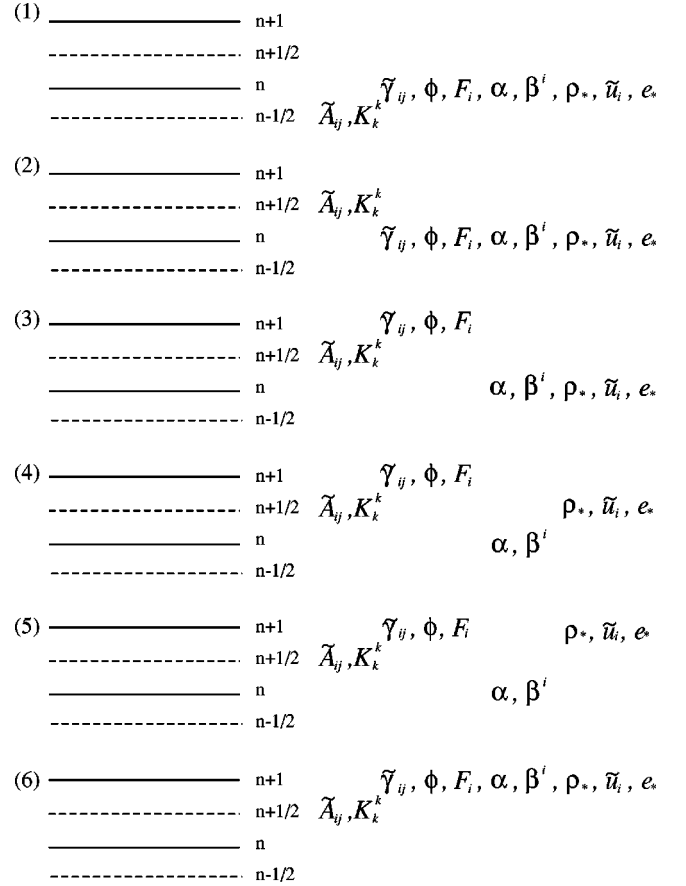 (1) n+1
n+1/2
n γ̃ᵢⱼ, ϕ, Fᵢ, α, βⁱ, ρ*, ũᵢ, e*
n-1/2 Ãᵢⱼ, Kₖᵏ
(2) n+1
n+1/2 Ãᵢⱼ, Kₖᵏ
n γ̃ᵢⱼ, ϕ, Fᵢ, α, βⁱ, ρ*, ũᵢ, e*
n-1/2
(3) n+1 γ̃ᵢⱼ, ϕ, Fᵢ
n+1/2 Ãᵢⱼ, Kₖᵏ
n α, βⁱ, ρ*, ũᵢ, e*
n-1/2
(4) n+1 γ̃ᵢⱼ, ϕ, Fᵢ
n+1/2 Ãᵢⱼ, Kₖᵏ ρ*, ũᵢ, e*
n α, βⁱ
n-1/2
(5) n+1 γ̃ᵢⱼ, ϕ, Fᵢ ρ*, ũᵢ, e*
n+1/2 Ãᵢⱼ, Kₖᵏ
n α, βⁱ
n-1/2
(6) n+1 γ̃ᵢⱼ, ϕ, Fᵢ, α, βⁱ, ρ*, ũᵢ, e*
n+1/2 Ãᵢⱼ, Kₖᵏ
n
n-1/2